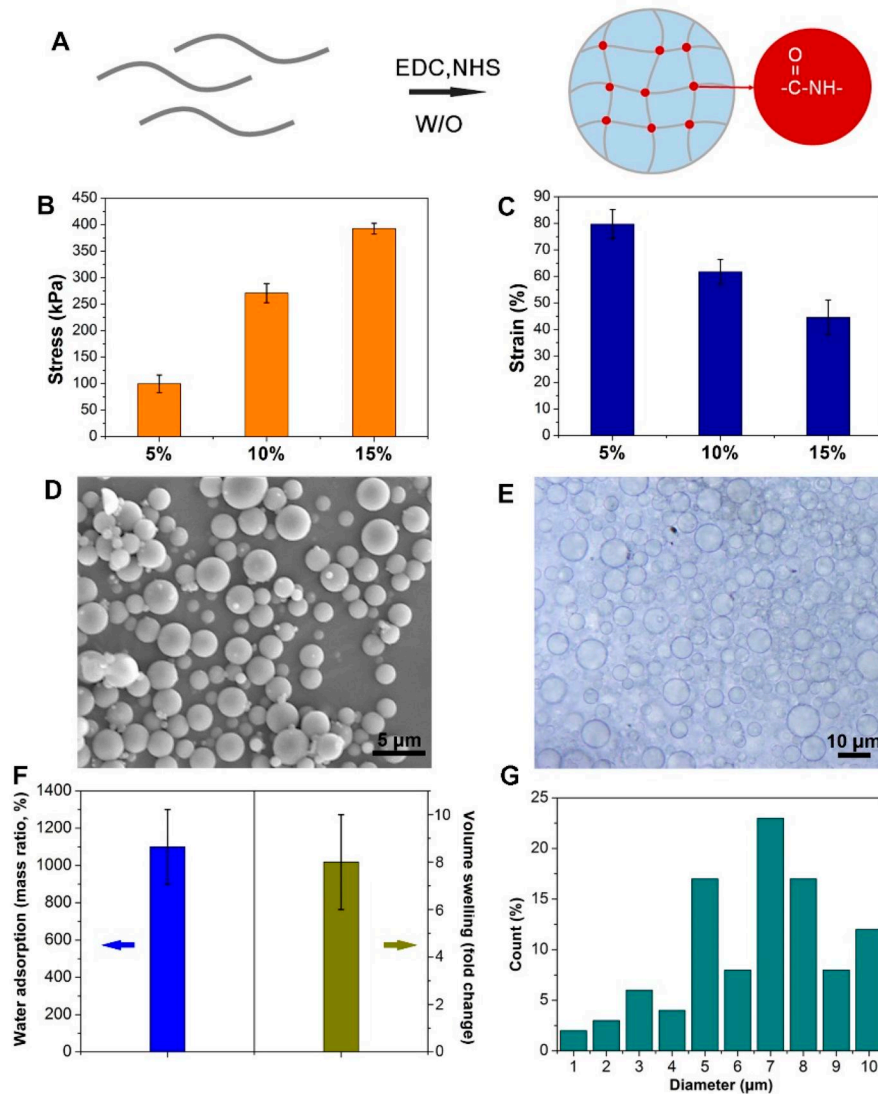 A
EDC,NHS
W/O
O
-C-NH-
B
Stress (kPa)
450
400
350
300
250
200
150
100
50
0
5%
10%
15%
C
Strain (%)
90
80
70
60
50
40
30
20
10
0
5%
10%
15%
D
5 μm
E
10 μm
F
Water adsorption (mass ratio, %)
1400
1200
1000
800
600
400
200
0
10
8
6
4
2
0
Volume swelling (fold change)
G
Count (%)
25
20
15
10
5
0
1 2 3 4 5 6 7 8 9 10
Diameter (μm)